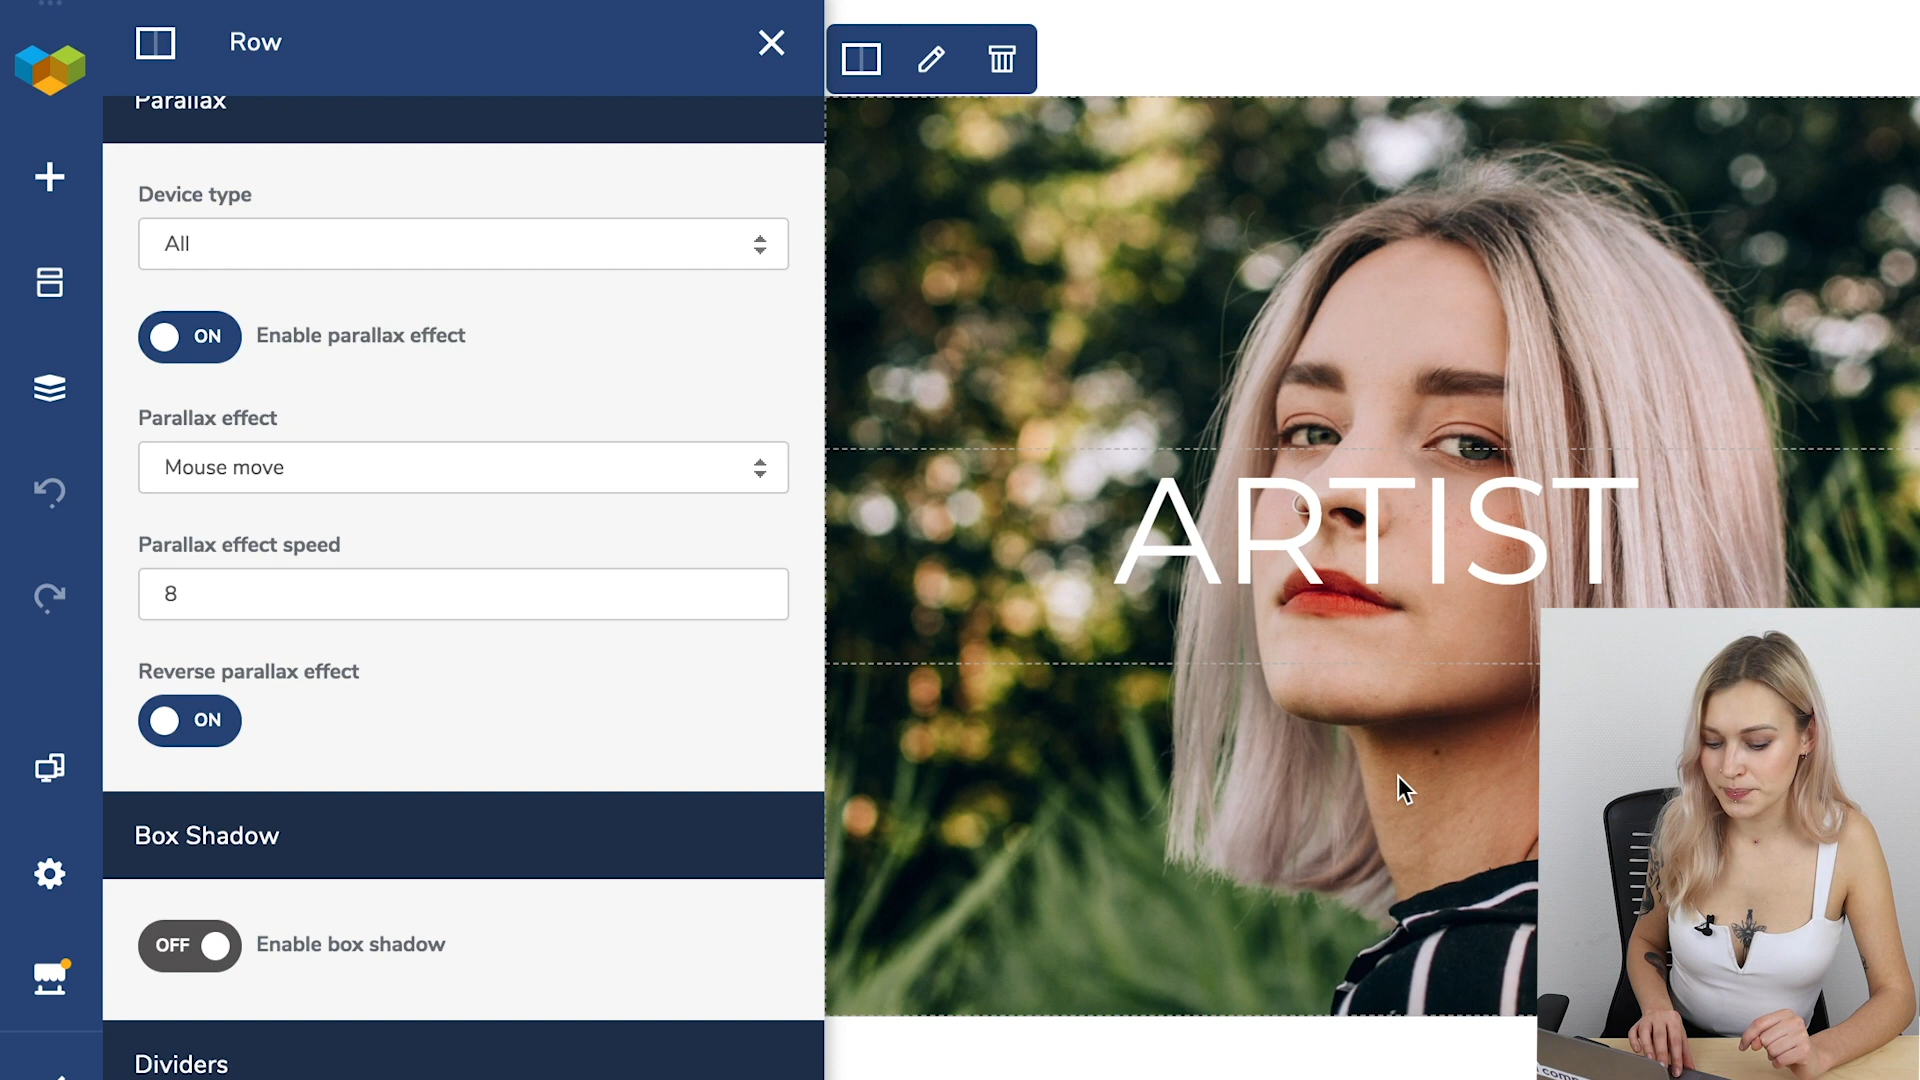 Row
Parallax
Device type
All
ON
Enable parallax effect
Parallax effect
Mouse move
Parallax effect speed
8
Reverse parallax effect
ON
Box Shadow
OFF
Enable box shadow
Dividers
ARTIST